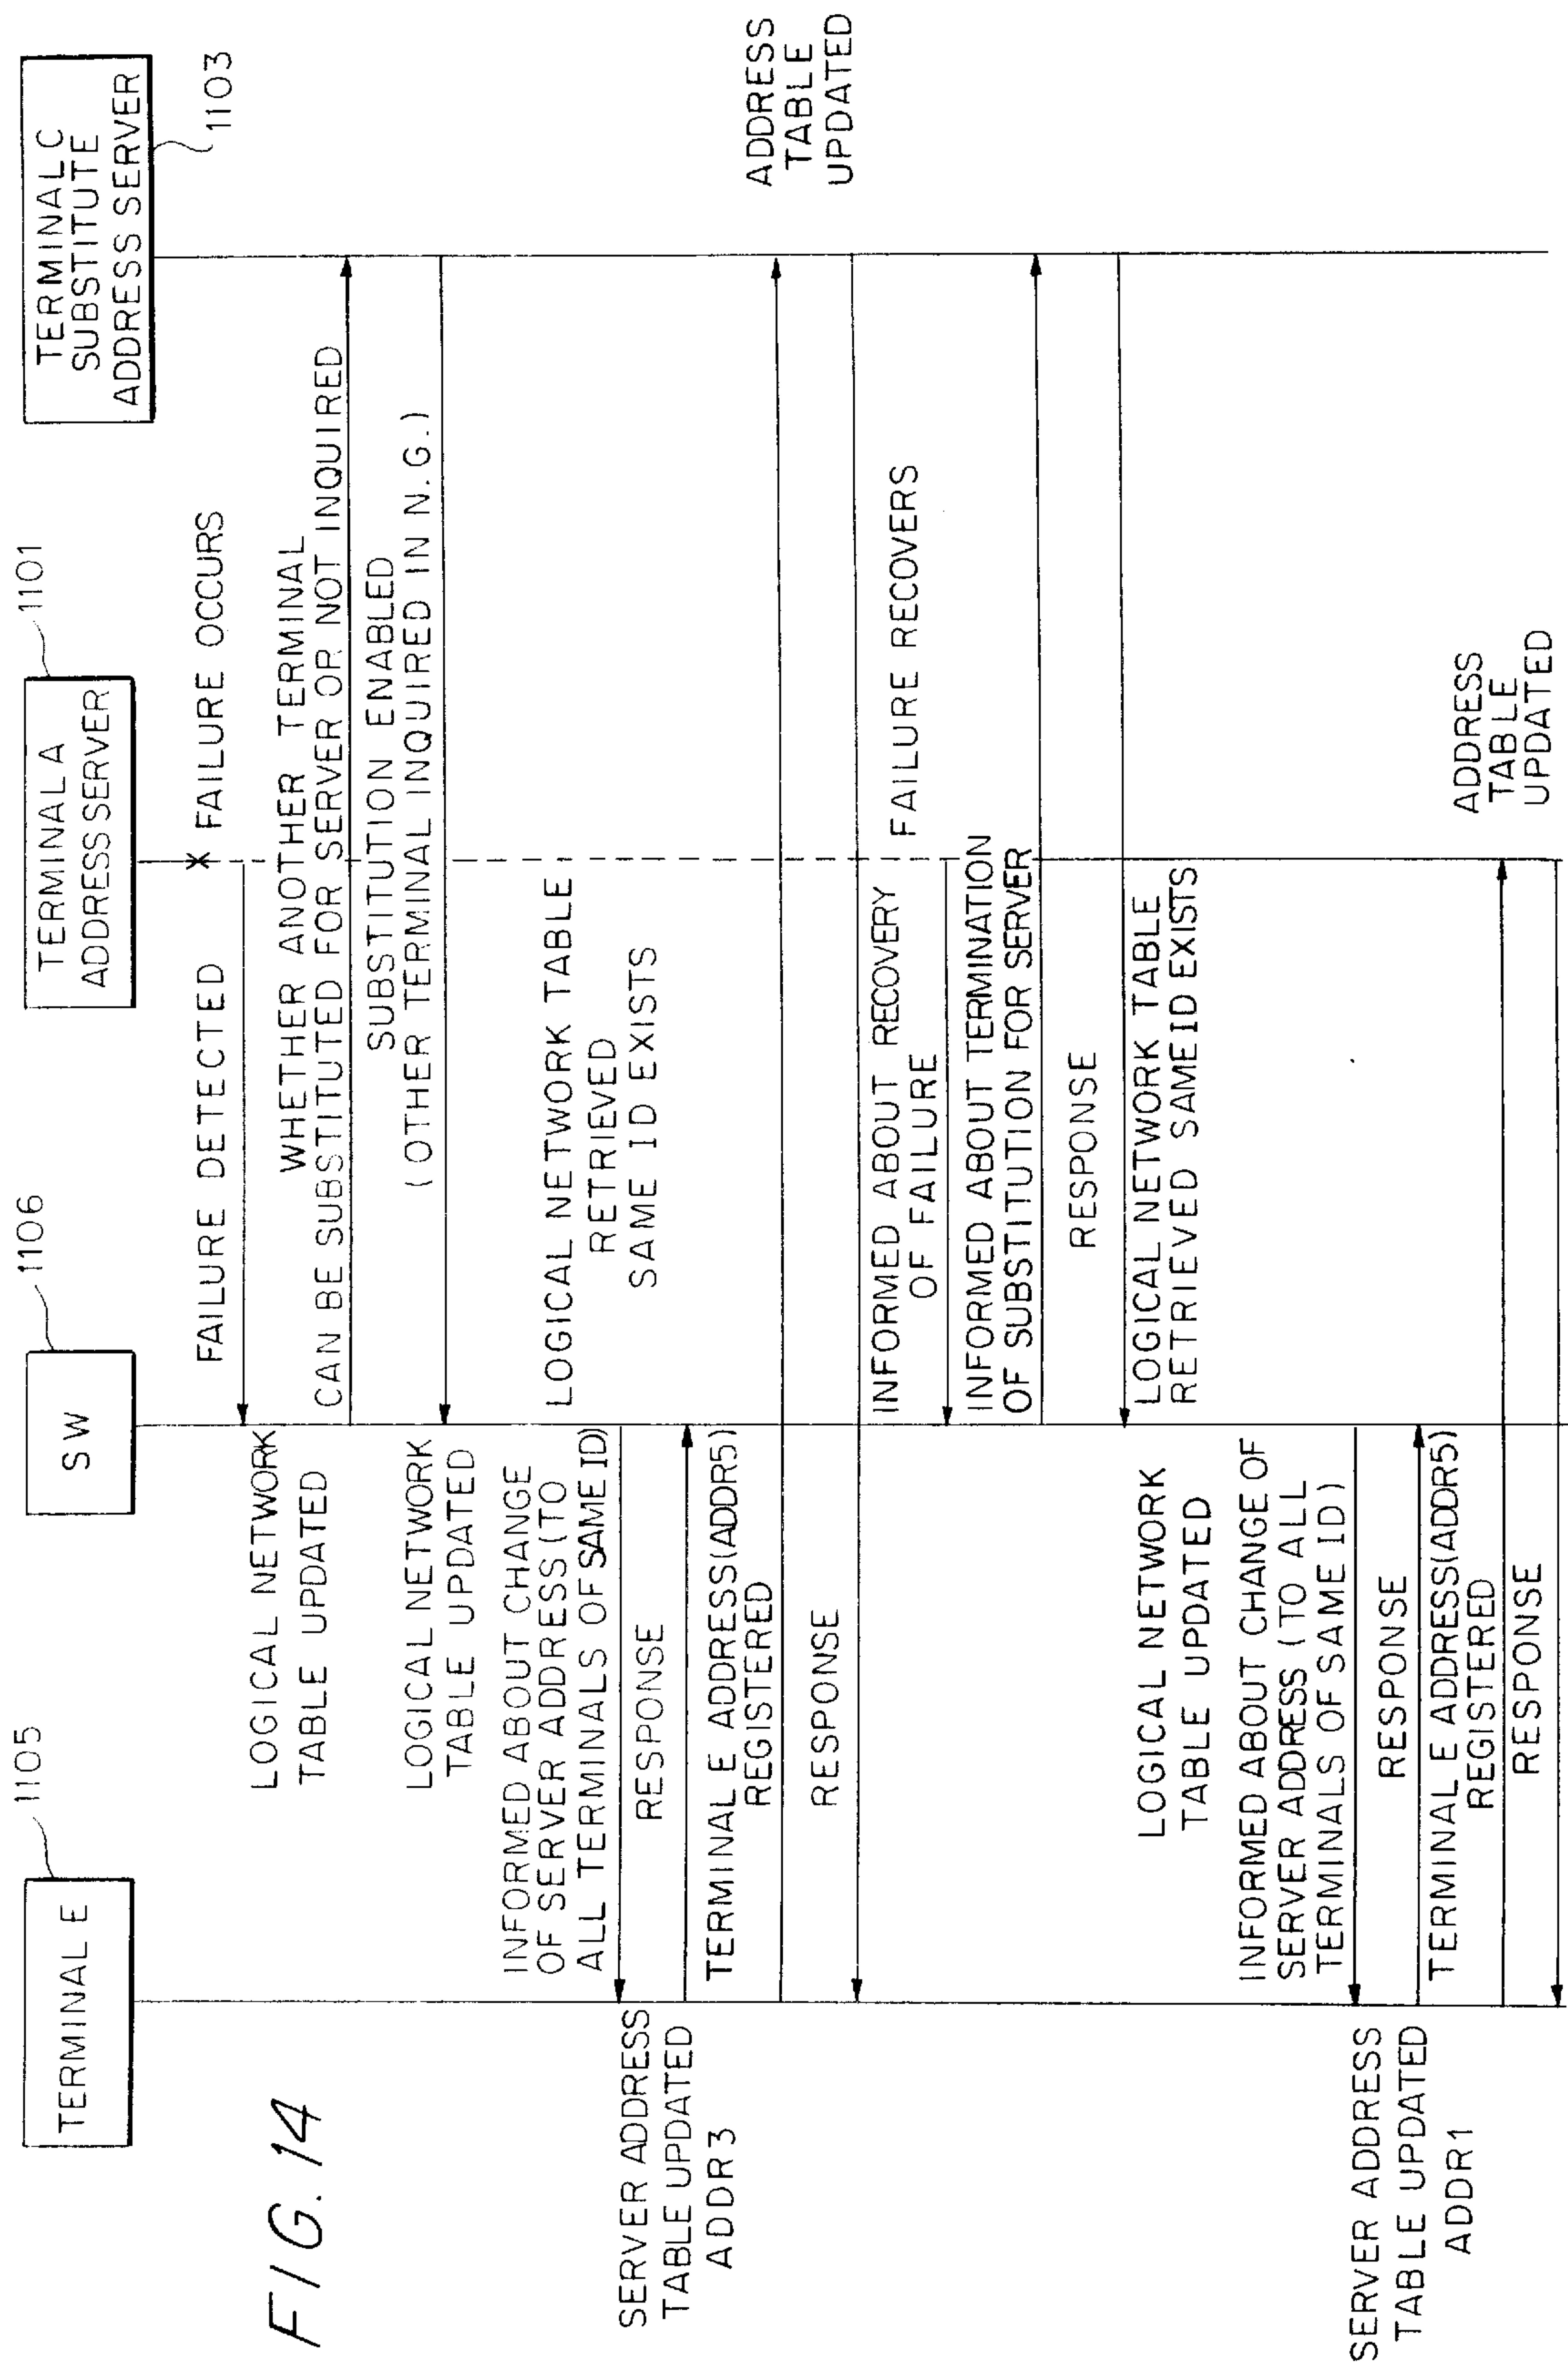 FIG. 14
TERMINAL E
1105
SW
1106
TERMINAL A
ADDRESS SERVER
1101
TERMINAL C
SUBSTITUTE
ADDRESS SERVER
1103
FAILURE OCCURS
FAILURE DETECTED
LOGICAL NETWORK
TABLE UPDATED
WHETHER ANOTHER TERMINAL
CAN BE SUBSTITUTED FOR SERVER OR NOT INQUIRED
SUBSTITUTION ENABLED
(OTHER TERMINAL INQUIRED IN N.G.)
LOGICAL NETWORK
TABLE UPDATED
LOGICAL NETWORK TABLE
RETRIEVED
SAME ID EXISTS
INFORMED ABOUT CHANGE
OF SERVER ADDRESS (TO
ALL TERMINALS OF SAME ID)
SERVER ADDRESS
TABLE UPDATED
ADDR3
RESPONSE
TERMINAL E ADDRESS(ADDR5)
REGISTERED
ADDRESS
TABLE
UPDATED
RESPONSE
FAILURE RECOVERS
INFORMED ABOUT RECOVERY
OF FAILURE
INFORMED ABOUT TERMINATION
OF SUBSTITUTION FOR SERVER
RESPONSE
LOGICAL NETWORK TABLE
RETRIEVED SAME ID EXISTS
LOGICAL NETWORK
TABLE UPDATED
INFORMED ABOUT CHANGE OF
SERVER ADDRESS (TO ALL
TERMINALS OF SAME ID)
SERVER ADDRESS
TABLE UPDATED
ADDR1
RESPONSE
TERMINAL E ADDRESS(ADDR5)
REGISTERED
ADDRESS
TABLE
UPDATED
RESPONSE